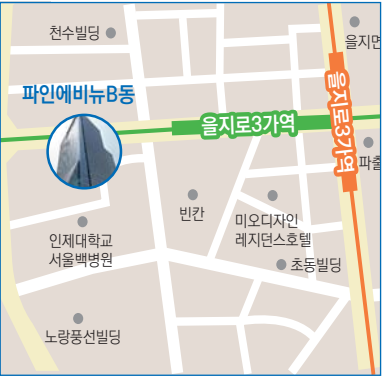 천수빌딩
을지면
파인에비뉴B동
을지로3가역
을지로3가역
파출
빈칸
미오디자인
레지던스호텔
인제대학교
서울백병원
초동빌딩
노랑풍선빌딩